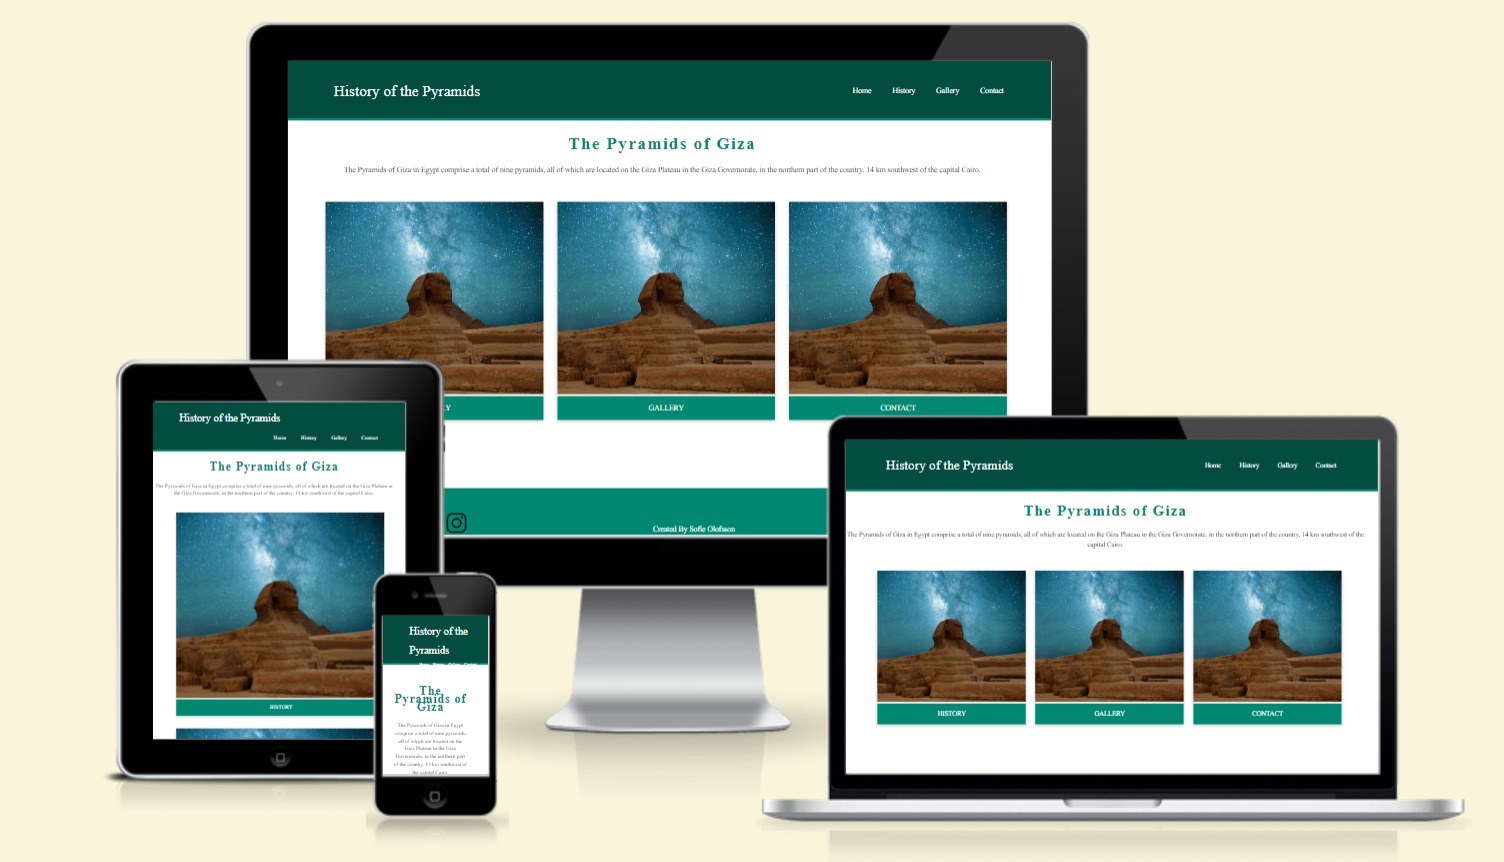 History of the Pyramids
Home History Gallery Contact
The Pyramids of Giza
The Pyramids of Giza in Egypt comprise a total of nine pyramids, all of which are located on the Giza Plateau in the Giza Governorate, in the northern part of the country, 14 km southwest of the capital Cairo.
GALLERY
CONTACT
Created By Sofie Olofsson
History of the Pyramids
Home History Gallery Contact
The Pyramids of Giza
The Pyramids of Giza in Egypt comprise a total of nine pyramids, all of which are located on the Giza Plateau in
the Giza Governorate, in the northern part of the country, 14 km southwest of the capital Cairo.
HISTORY
History of the
Pyramids
The
Pyramids of
Giza
The Pyramids of Giza in Egypt
comprise a total of nine pyramids,
all of which are located on the
Giza Plateau in the Giza
Governorate, in the northern part
of the country, 14 km southwest of
the capital Cairo.
History of the Pyramids
Home History Gallery Contact
The Pyramids of Giza
The Pyramids of Giza in Egypt comprise a total of nine pyramids, all of which are located on the Giza Plateau in the Giza Governorate, in the northern part of the country, 14 km southwest of the
capital Cairo.
HISTORY
GALLERY
CONTACT